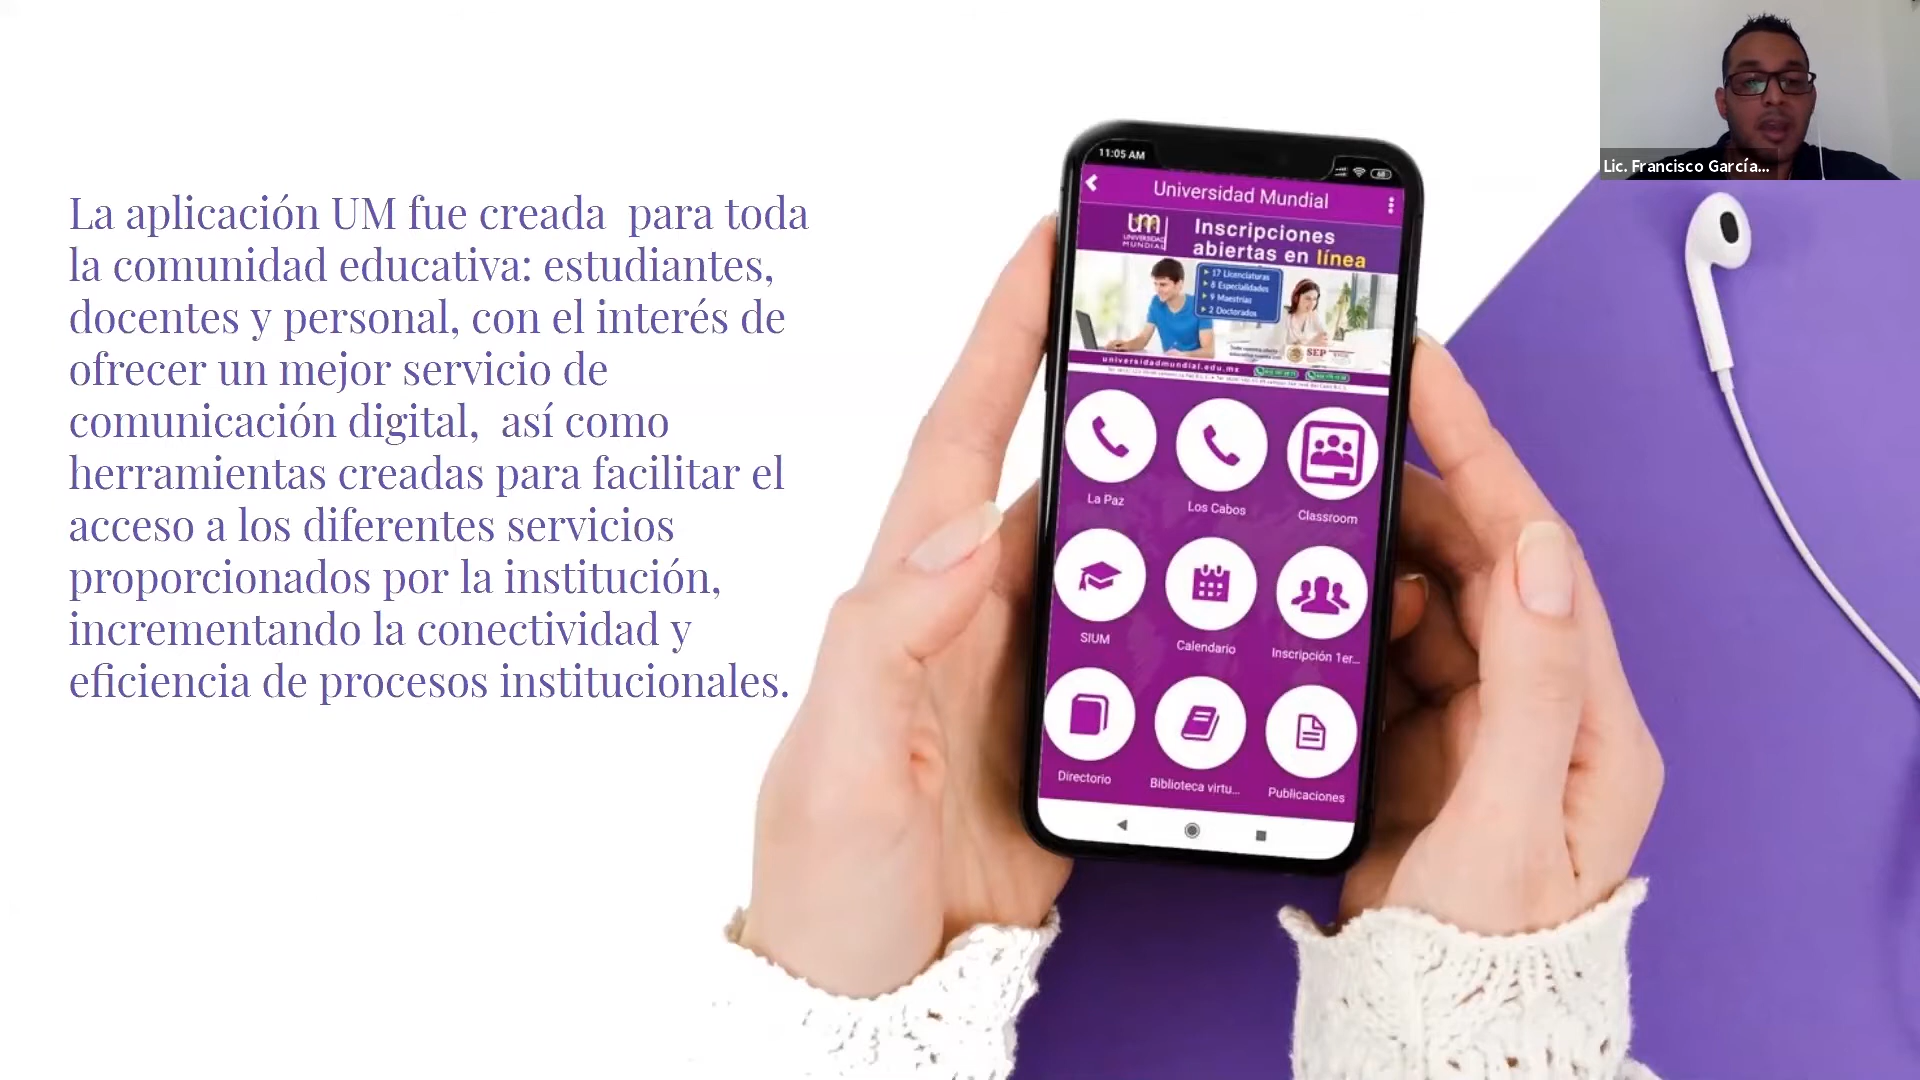 La aplicación UM fue creada  para toda
la comunidad educativa: estudiantes,
docentes y personal, con el interés de
ofrecer un mejor servicio de
comunicación digital,  así como
herramientas creadas para facilitar el
acceso a los diferentes servicios
proporcionados por la institución,
incrementando la conectividad y
eficiencia de procesos institucionales.
11:05 AM
68
Universidad Mundial
um
UNIVERSIDAD
MUNDIAL
Inscripciones
abiertas en línea
17 Licenciaturas
8 Especialidades
9 Maestrías
2 Doctorados
SEP
universidadmundial.edu.mx
La Paz
Los Cabos
Classroom
SIUM
Calendario
Inscripción 1er...
Directorio
Biblioteca virtu...
Publicaciones
Lic. Francisco García...